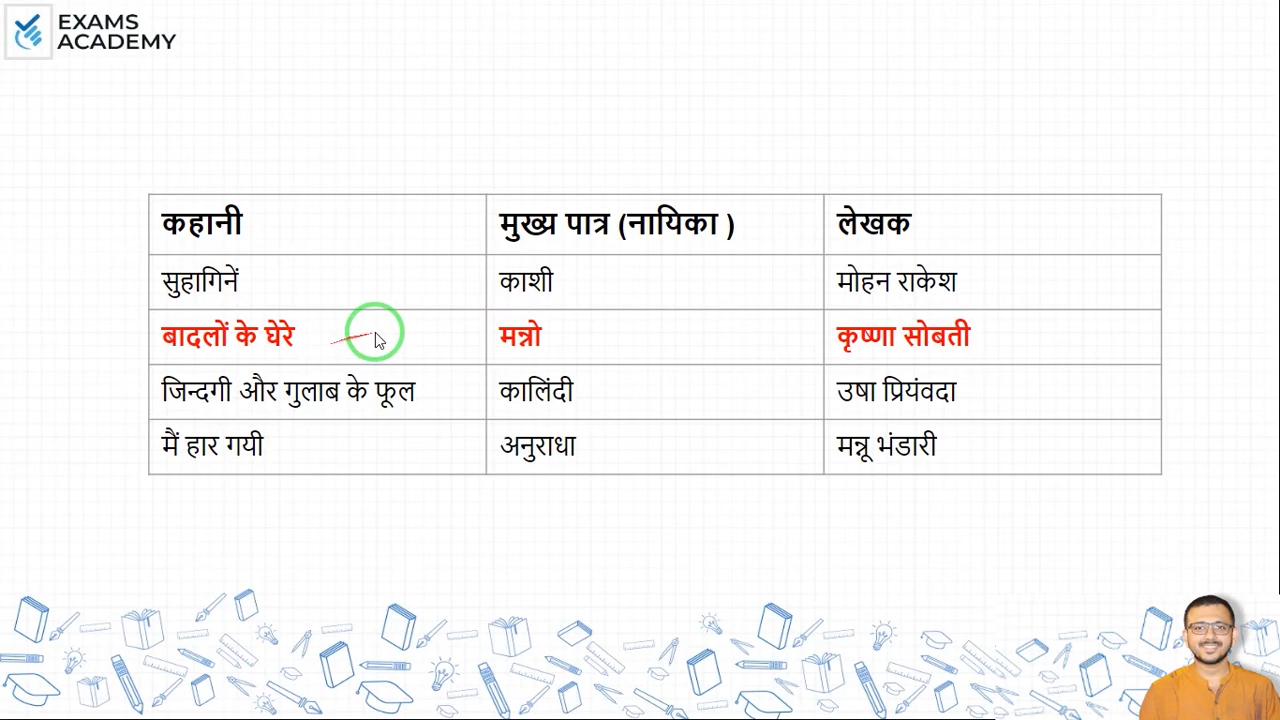 EXAMS
ACADEMY
कहानी मुख्य पात्र (नायिका ) लेखक
सुहागिनें काशी मोहन राकेश
बादलों के घेरे मन्नो कृष्णा सोबती
जिन्दगी और गुलाब के फूल कालिंदी उषा प्रियंवदा
मैं हार गयी अनुराधा मन्नू भंडारी